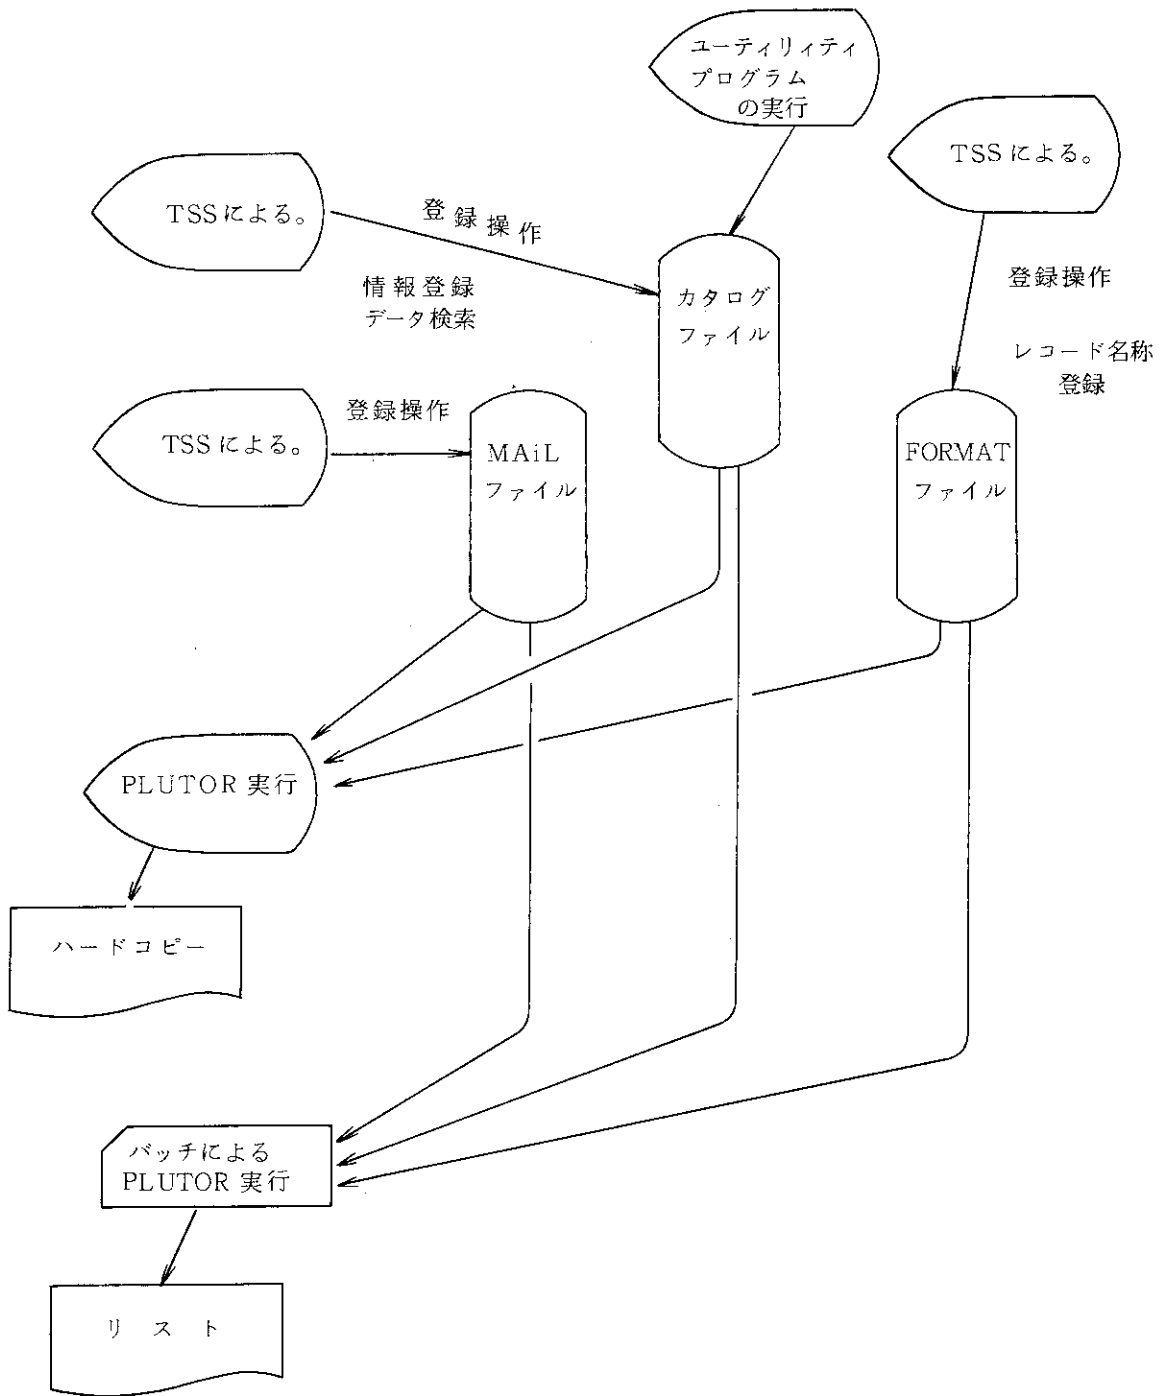 ユーティリィティ
プログラム
の実行
TSSによる。
TSSによる。
登録操作
情報登録
データ検索
カタログ
ファイル
登録操作
レコード名称
登録
TSSによる。
登録操作
MAiL
ファイル
FORMAT
ファイル
PLUTOR 実行
ハードコピー
バッチによる
PLUTOR 実行
リスト